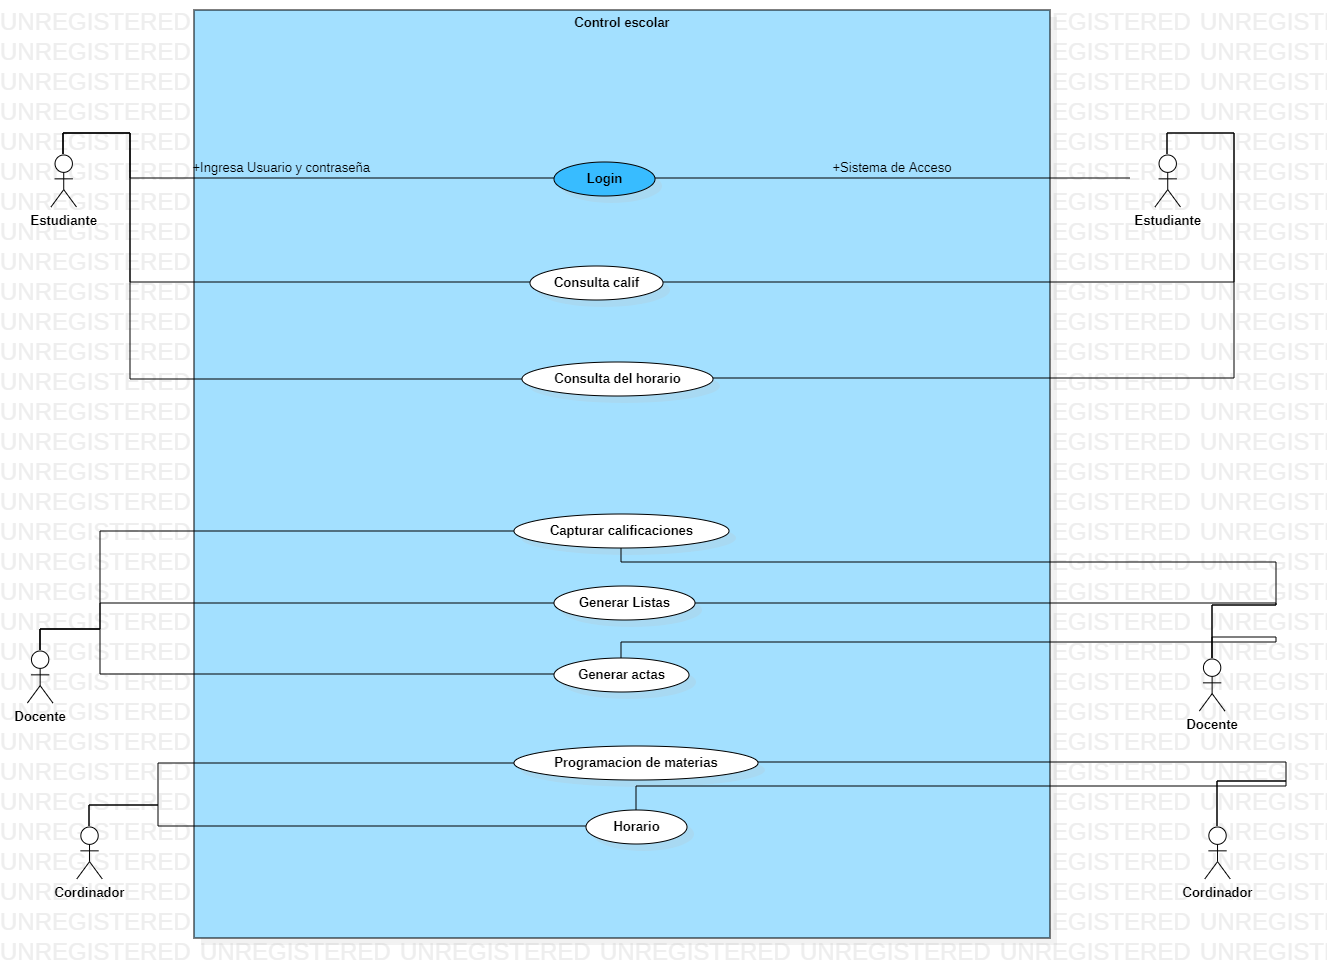 Control escolar
+Ingresa Usuario y contraseña
+Sistema de Acceso
Login
Estudiante
Estudiante
Consulta calif
Consulta del horario
Capturar calificaciones
Generar Listas
Generar actas
Docente
Docente
Programacion de materias
Horario
Cordinador
Cordinador
UNREGISTERED UNREGISTERED UNREGISTERED UNREGISTERED UNREGISTERED UNREGISTERED UNREGIST